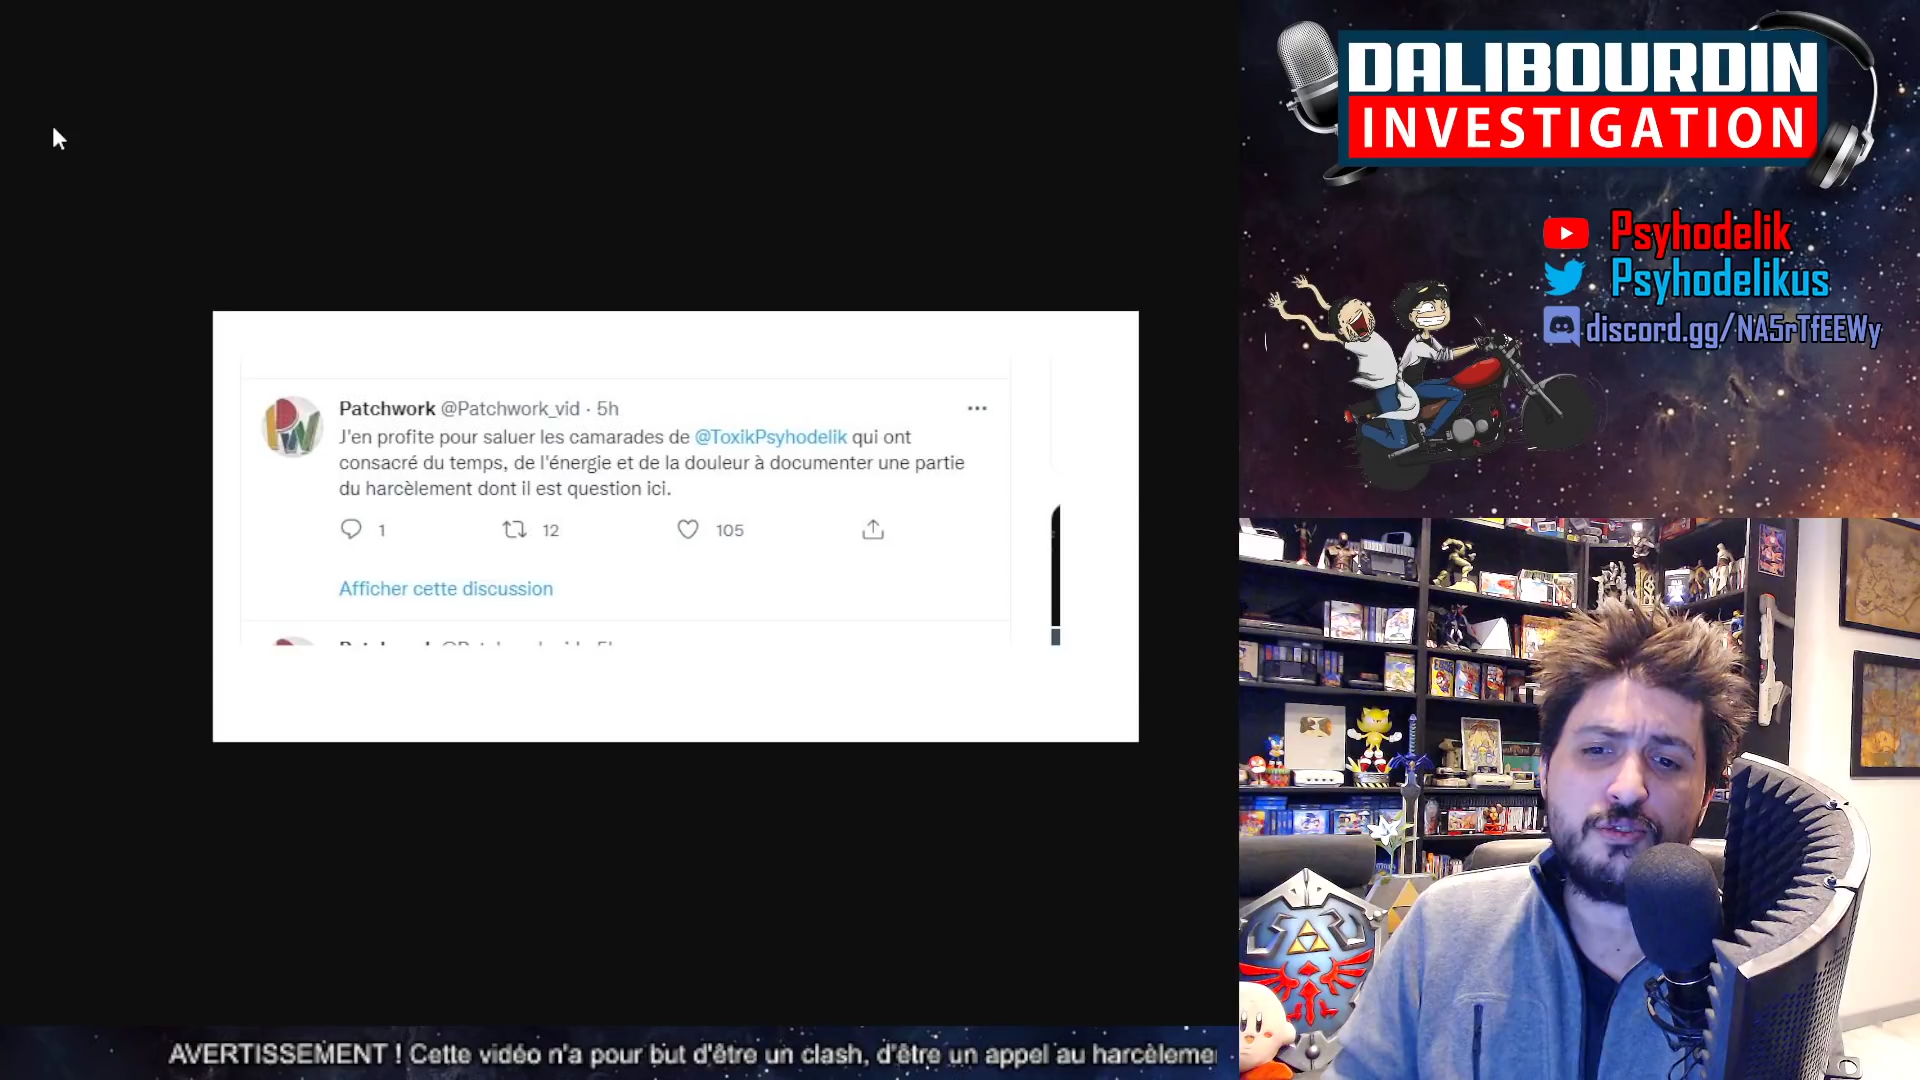 DALIBOURDIN
INVESTIGATION
Psyhodelik
Psyhodelikus
discord.gg/NA5rTfEEWy
Patchwork @Patchwork_vid · 5h
J'en profite pour saluer les camarades de @ToxikPsyhodelik qui ont
consacré du temps, de l'énergie et de la douleur à documenter une partie
du harcèlement dont il est question ici.
1 12 105
Afficher cette discussion
AVERTISSEMENT ! Cette vidéo n'a pour but d'être un clash, d'être un appel au harcèleme